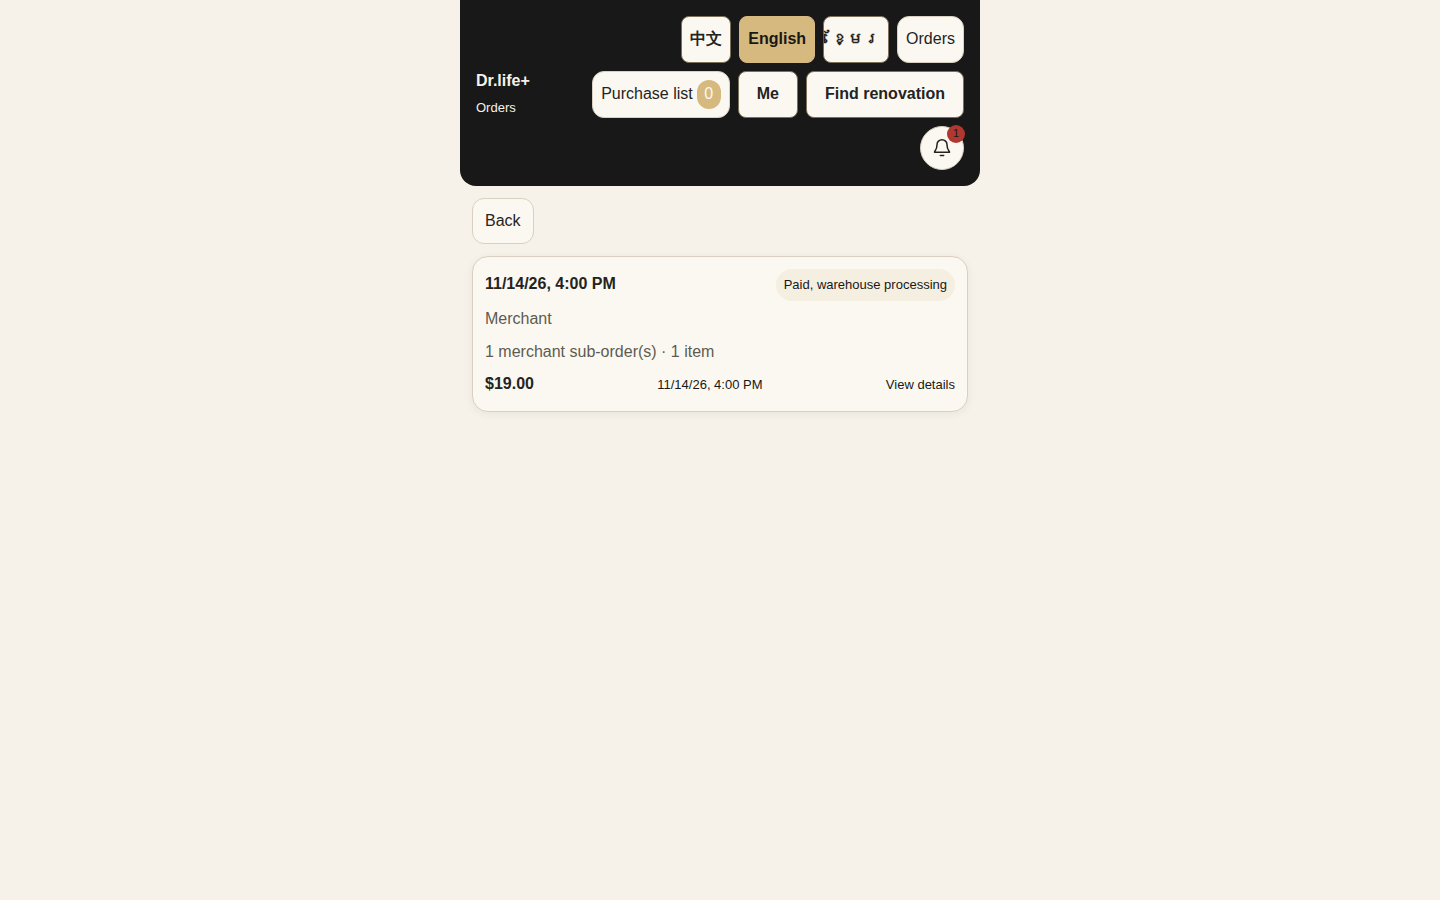 中文 English ខ្មែរ Orders
Dr.life+
Orders
Purchase list 0 Me Find renovation
1
Back
11/14/26, 4:00 PM Paid, warehouse processing
Merchant
1 merchant sub-order(s) · 1 item
$19.00 11/14/26, 4:00 PM View details